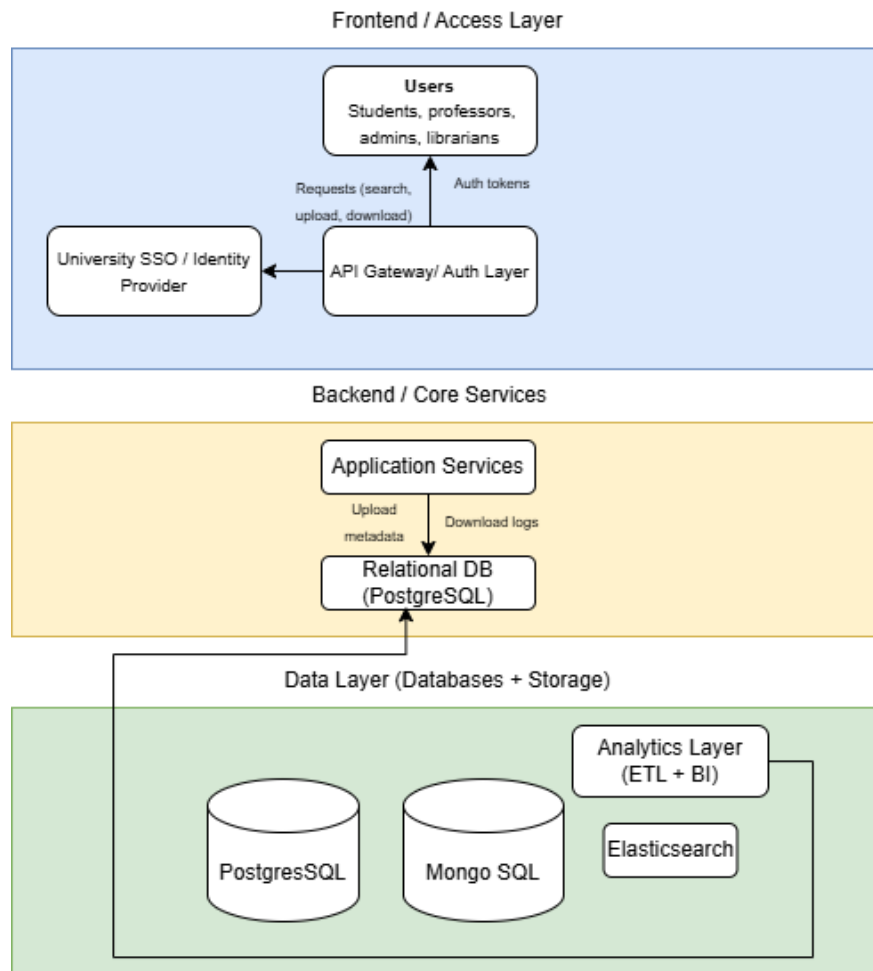 Frontend / Access Layer
Users
Students, professors,
admins, librarians
Requests (search,
upload, download)
Auth tokens
University SSO / Identity
Provider
API Gateway/ Auth Layer
Backend / Core Services
Application Services
Upload
metadata
Download logs
Relational DB
(PostgreSQL)
Data Layer (Databases + Storage)
Analytics Layer
(ETL + BI)
Elasticsearch
PostgresSQL
Mongo SQL